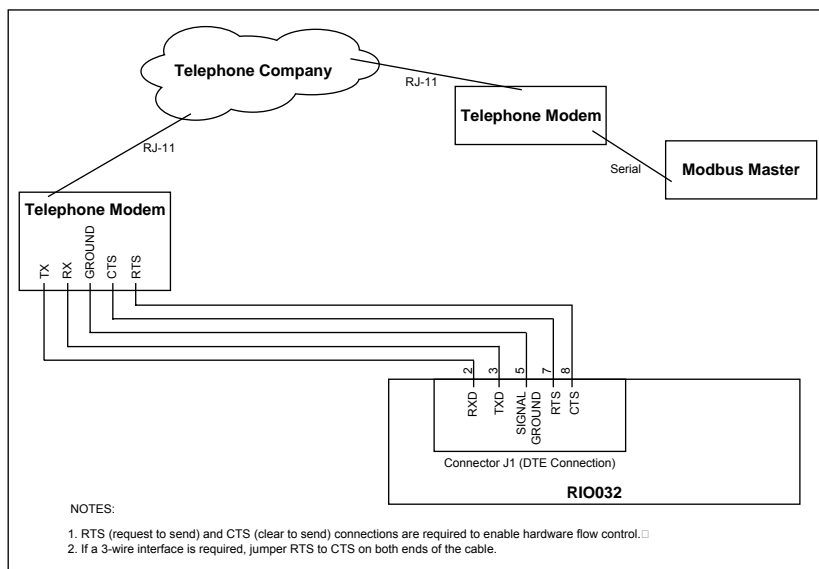 Telephone Company
RJ-11
Telephone Modem
RJ-11
Serial
Modbus Master
Telephone Modem
TX
RX
GROUND
CTS
RTS
2
3
5
7
8
RXD
TXD
SIGNAL
GROUND
RTS
CTS
Connector J1 (DTE Connection)
RIO032
NOTES:
1. RTS (request to send) and CTS (clear to send) connections are required to enable hardware flow control.□
2. If a 3-wire interface is required, jumper RTS to CTS on both ends of the cable.